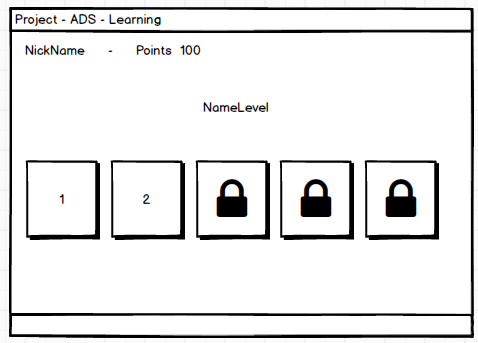 Project - ADS - Learning
NickName - Points 100
NameLevel
1 2